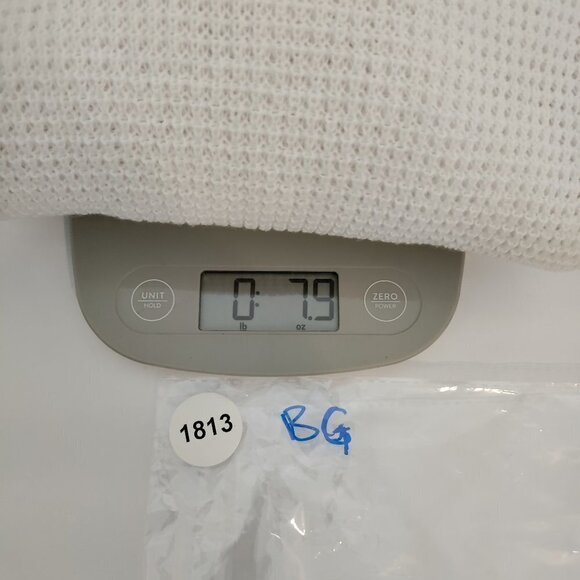 UNIT
HOLD
0: 7.9
lb oz
ZERO
POWER
1813
BG